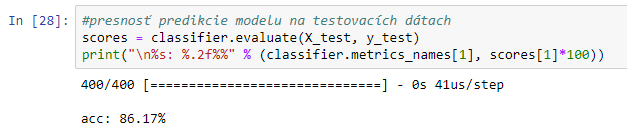 In [28]: #presnosť predikcie modelu na testovacích dátach
scores = classifier.evaluate(X_test, y_test)
print("\n%s: %.2f%%" % (classifier.metrics_names[1], scores[1]*100))
400/400 [==============================] - 0s 41us/step
acc: 86.17%